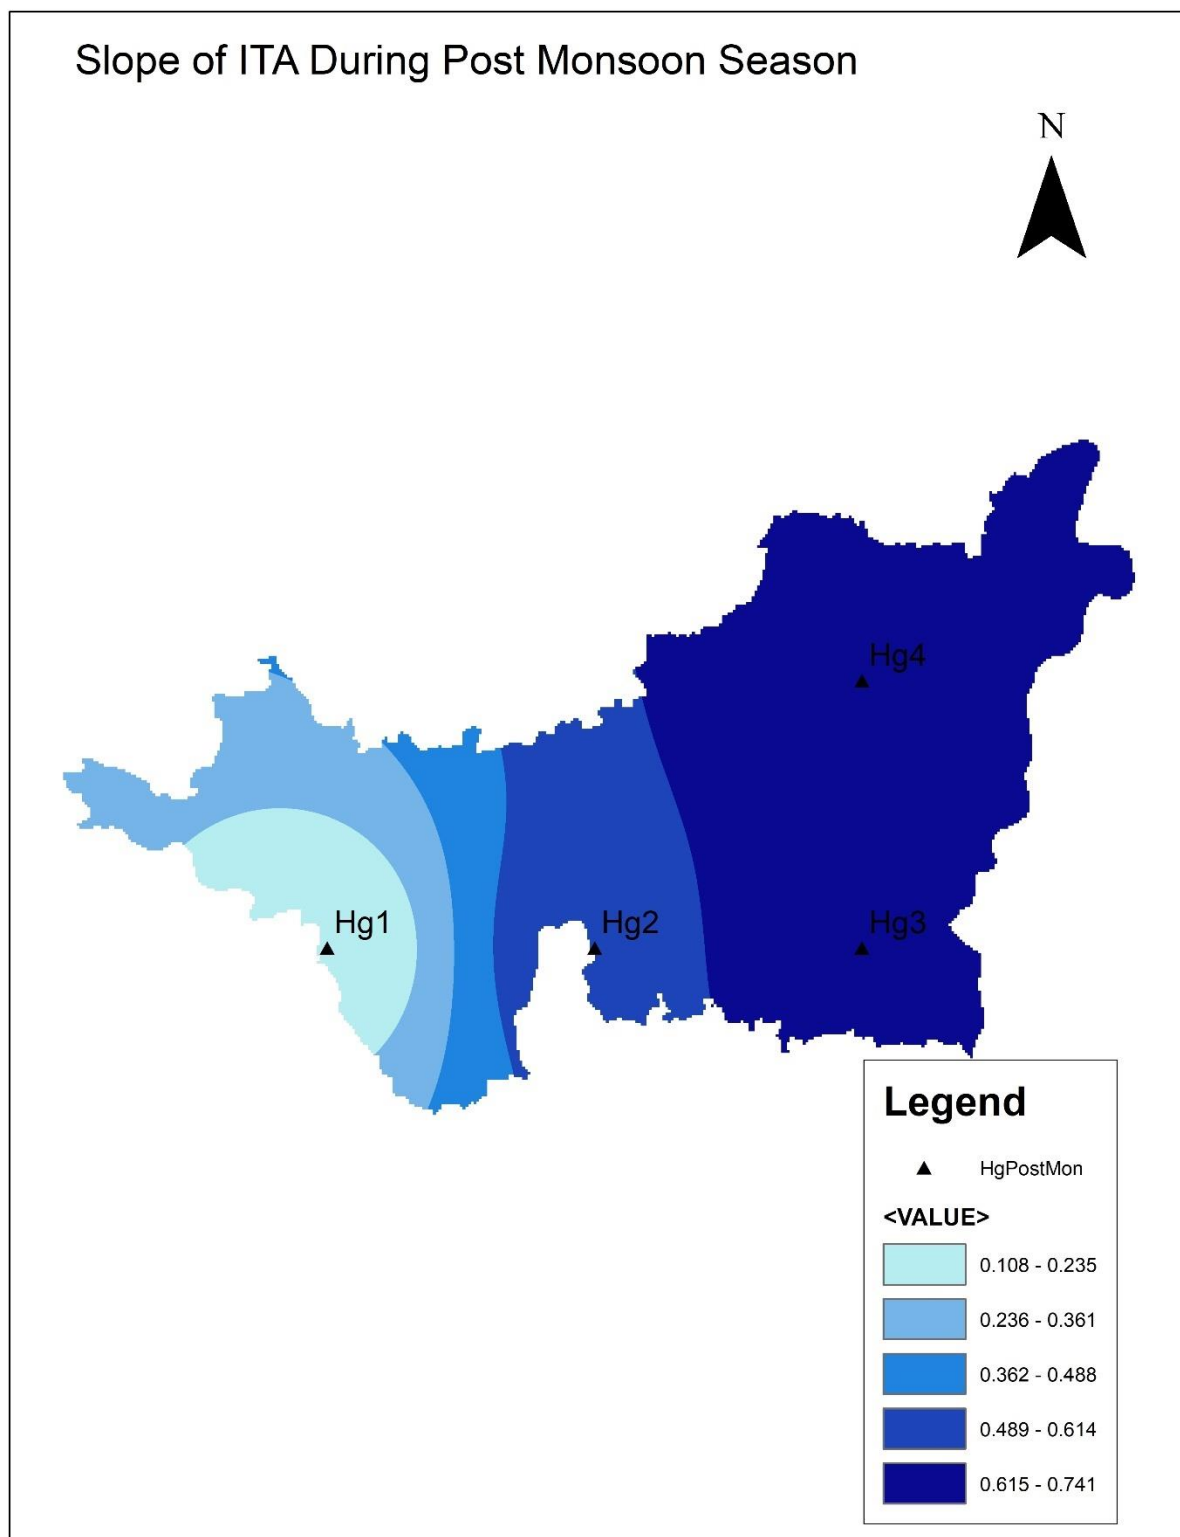 Slope of ITA During Post Monsoon Season
N
Hg4
Hg1
Hg2
Hg3
Legend
HgPostMon
<VALUE>
0.108 - 0.235
0.236 - 0.361
0.362 - 0.488
0.489 - 0.614
0.615 - 0.741